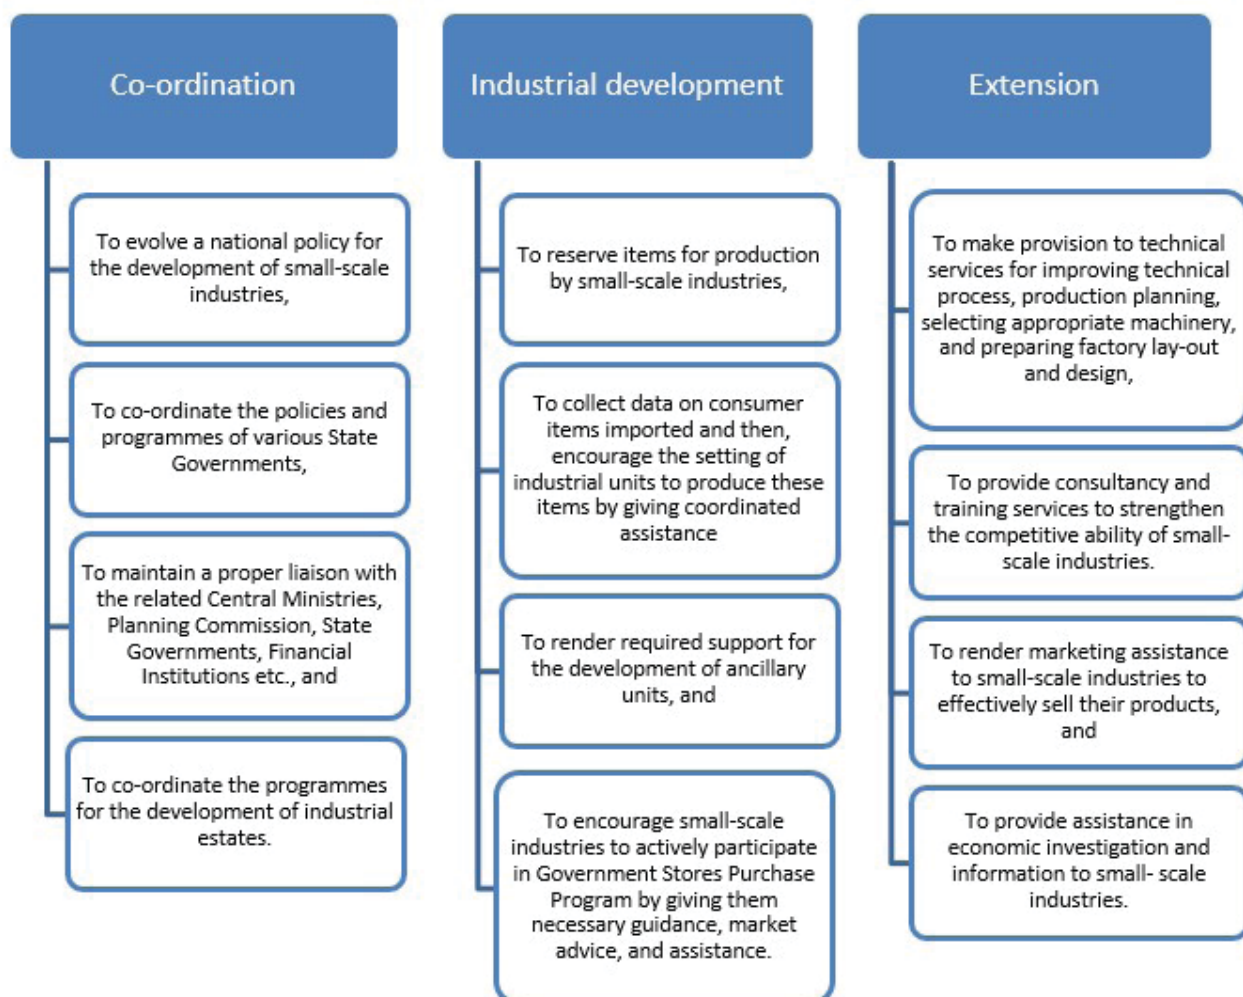 Co-ordination
To evolve a national policy for
the development of small-scale
industries,
To co-ordinate the policies and
programmes of various State
Governments,
To maintain a proper liaison with
the related Central Ministries,
Planning Commission, State
Governments, Financial
Institutions etc., and
To co-ordinate the programmes
for the development of industrial
estates.
Industrial development
To reserve items for production
by small-scale industries,
To collect data on consumer
items imported and then,
encourage the setting of
industrial units to produce these
items by giving coordinated
assistance
To render required support for
the development of ancillary
units, and
To encourage small-scale
industries to actively participate
in Government Stores Purchase
Program by giving them
necessary guidance, market
advice, and assistance.
Extension
To make provision to technical
services for improving technical
process, production planning,
selecting appropriate machinery,
and preparing factory lay-out
and design,
To provide consultancy and
training services to strengthen
the competitive ability of small-
scale industries.
To render marketing assistance
to small-scale industries to
effectively sell their products,
and
To provide assistance in
economic investigation and
information to small- scale
industries.